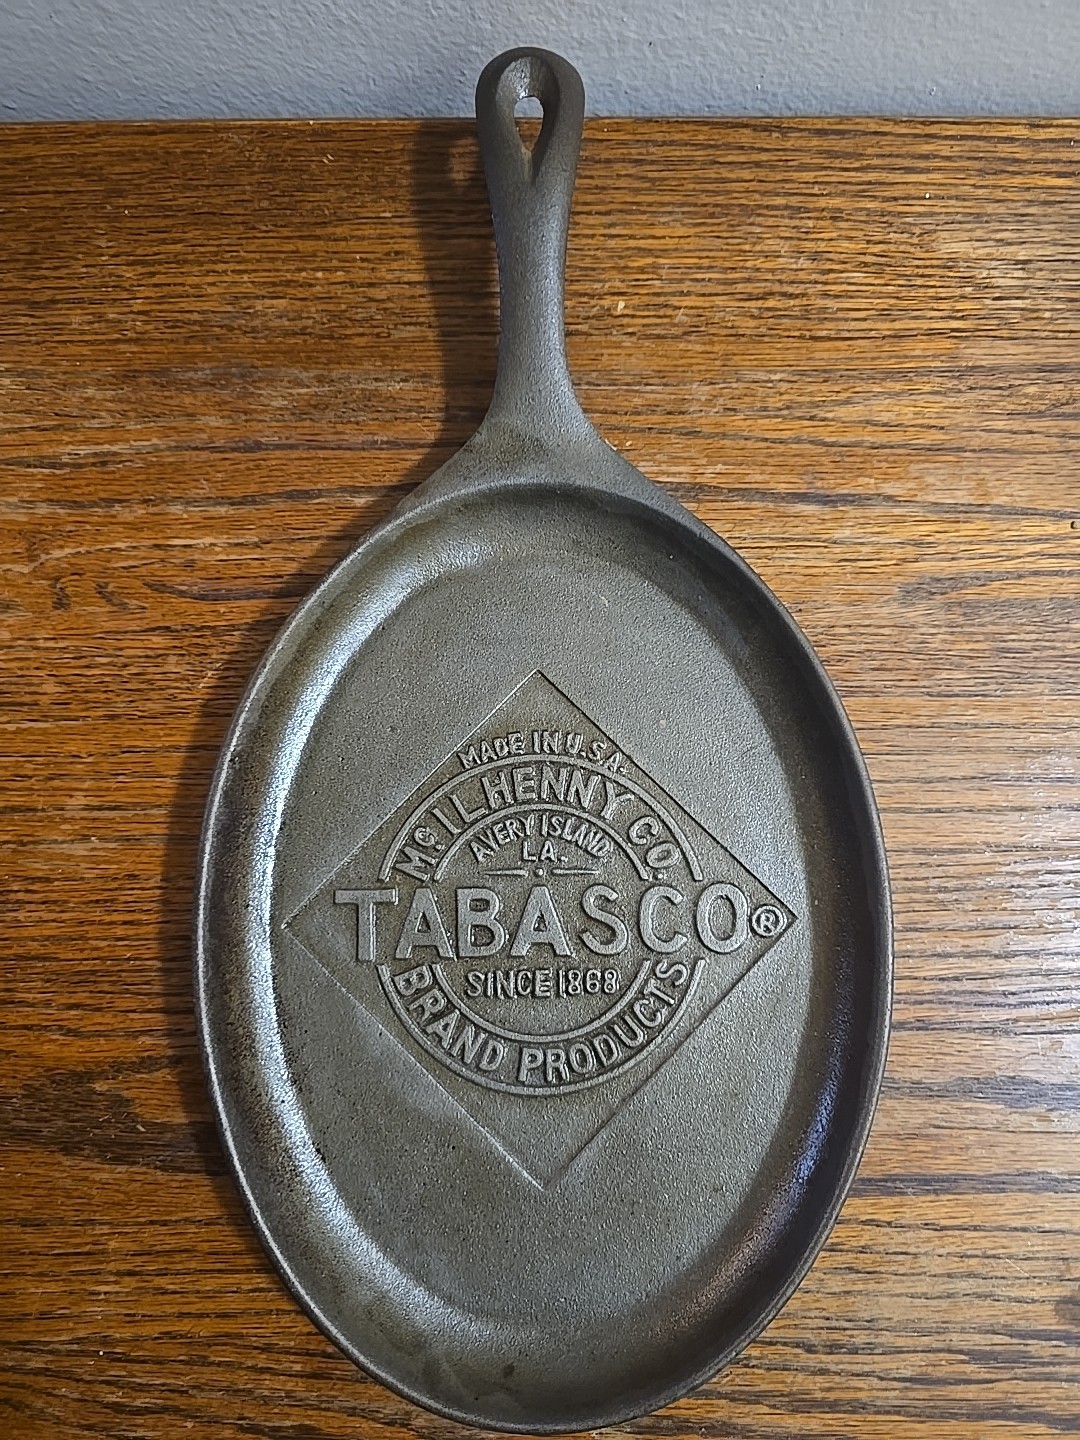 MADE IN U.S.A.
McILHENNY CO.
AVERY ISLAND
LA.
TABASCO®
SINCE 1868
BRAND PRODUCTS